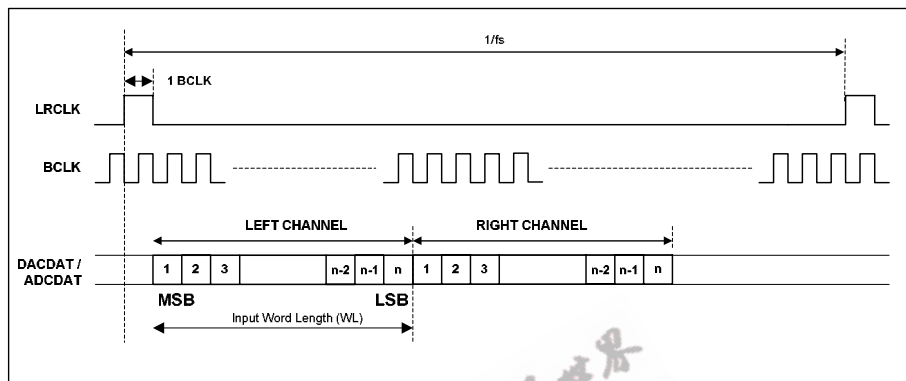 1/fs
1 BCLK
LRCLK
BCLK
LEFT CHANNEL
RIGHT CHANNEL
DACDAT /
ADCDAT
1 2 3 n-2 n-1 n 1 2 3 n-2 n-1 n
MSB
LSB
Input Word Length (WL)